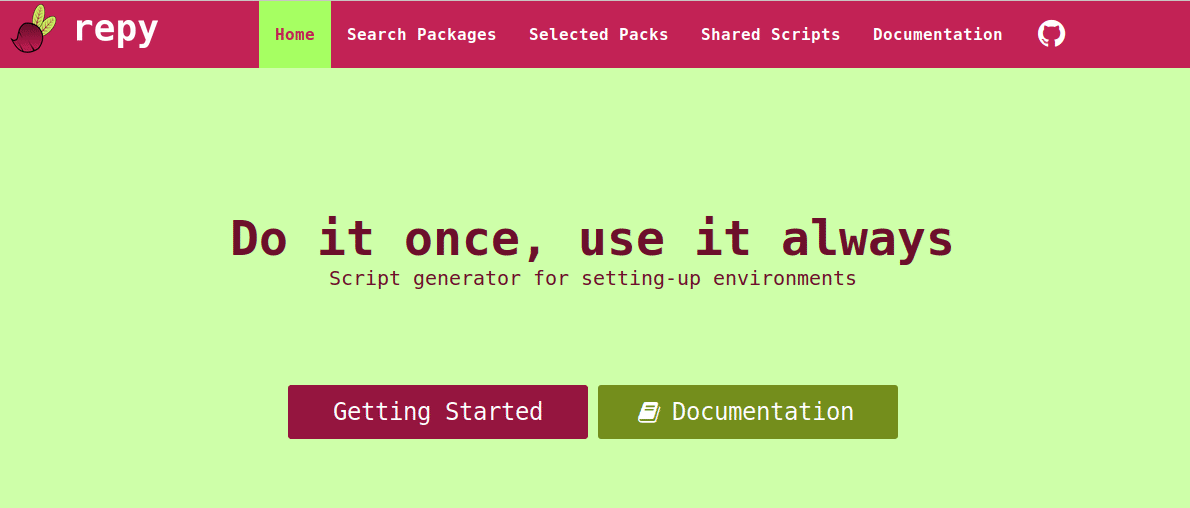 repy
Home Search Packages Selected Packs Shared Scripts Documentation
Do it once, use it always
Script generator for setting-up environments
Getting Started Documentation